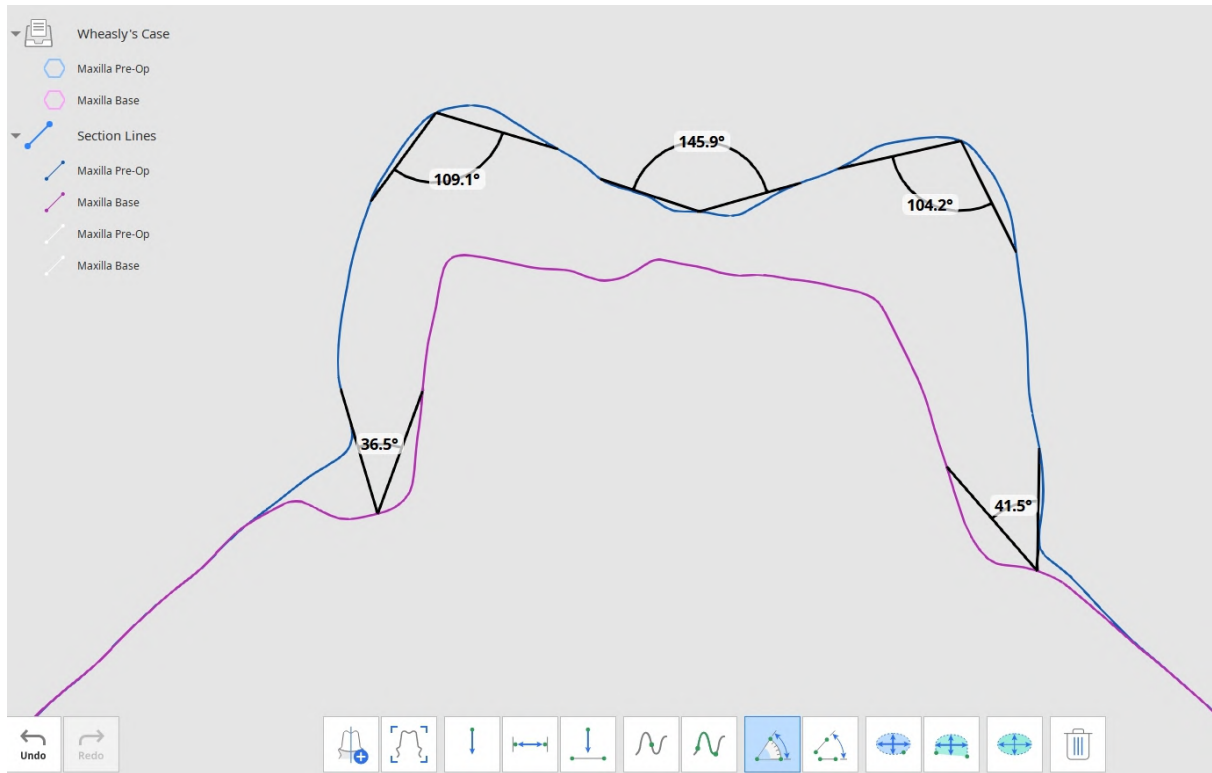 Wheasly's Case
Maxilla Pre-Op
Maxilla Base
Section Lines
Maxilla Pre-Op
Maxilla Base
Maxilla Pre-Op
Maxilla Base
145.9°
109.1°
104.2°
36.5°
41.5°
Undo
Redo